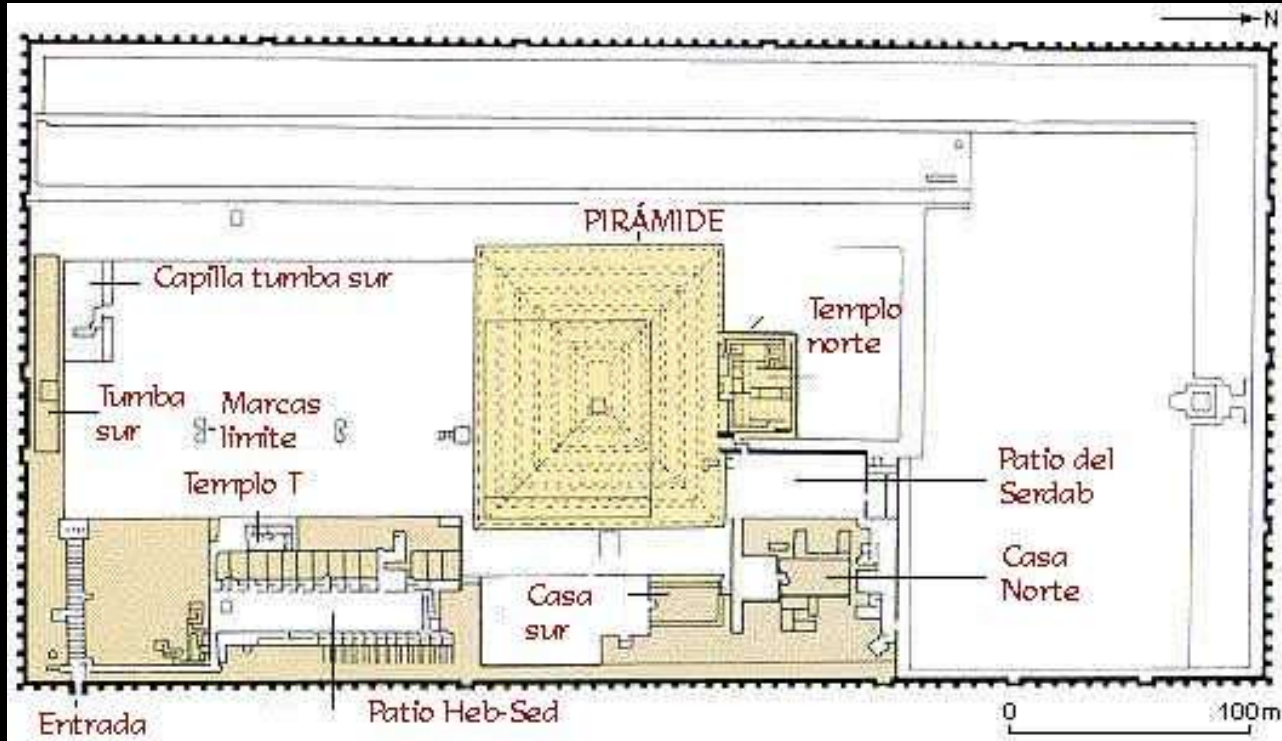 N
PIRÁMIDE
Capilla tumba sur
Templo
norte
Tumba
sur
Marcas
limite
Templo T
Patio del
Serdab
Casa
sur
Casa
Norte
Entrada
Patio Heb-Sed
0
100m